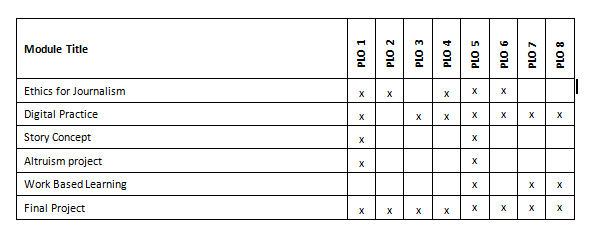 Module Title PLO 1 PLO 2 PLO 3 PLO 4 PLO 5 PLO 6 PLO 7 PLO 8
Ethics for Journalism x x x x x
Digital Practice x x x x x x x
Story Concept x x
Altruism project x x
Work Based Learning x x x
Final Project x x x x x x x x